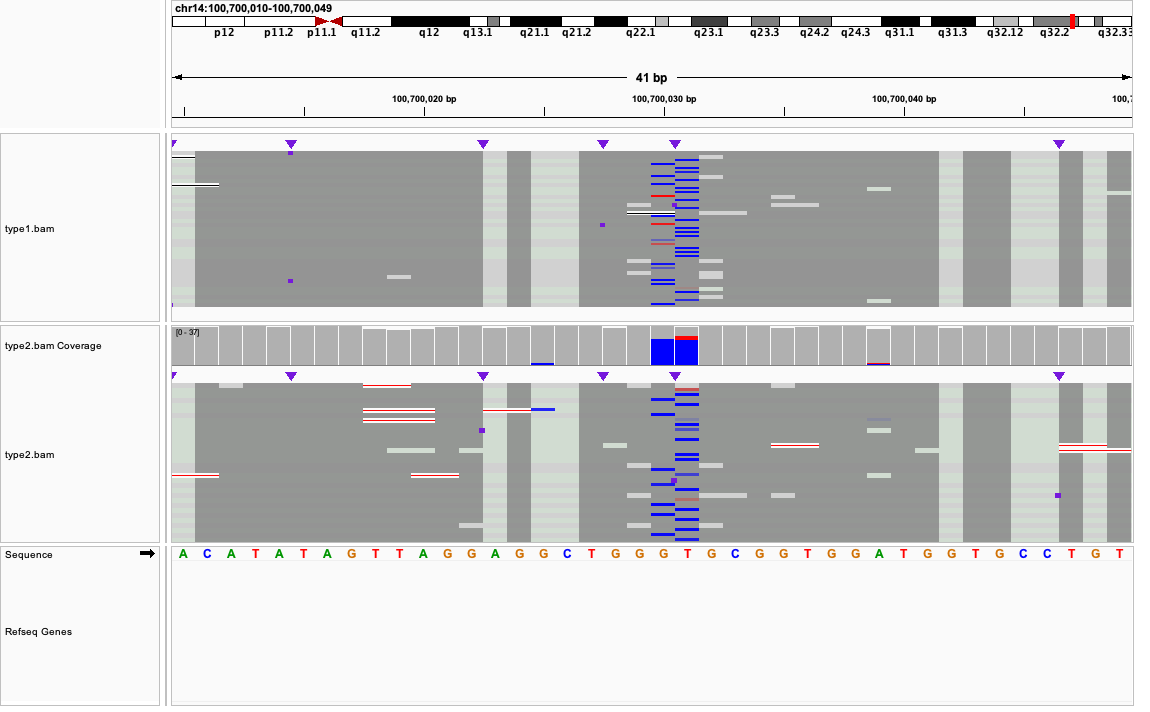 chr14:100,700,010-100,700,049
p12 p11.2 p11.1 q11.2 q12 q13.1 q21.1 q21.2 q22.1 q23.1 q23.3 q24.2 q24.3 q31.1 q31.3 q32.12 q32.2 q32.33
41 bp
100,700,020 bp 100,700,030 bp 100,700,040 bp 100,7
type1.bam
[0 - 37]
type2.bam Coverage
type2.bam
Sequence A C A T A T A G T T A G G A G G C T G G G T G C G G T G G A T G G T G C C T G T
Refseq Genes